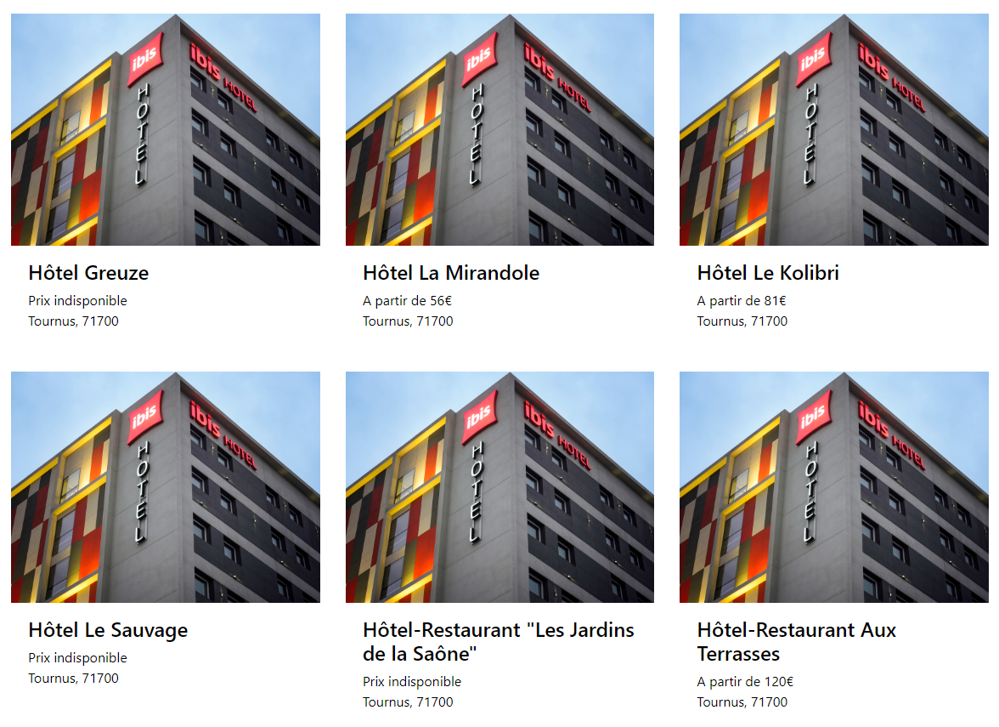 ibis
ibis HOTEL
HOTEL
ibis
ibis HOTEL
HOTEL
ibis
ibis HOTEL
HOTEL
Hôtel Greuze
Prix indisponible
Tournus, 71700
Hôtel La Mirandole
A partir de 56€
Tournus, 71700
Hôtel Le Kolibri
A partir de 81€
Tournus, 71700
ibis
ibis HOTEL
HOTEL
ibis
ibis HOTEL
HOTEL
ibis
ibis HOTEL
HOTEL
Hôtel Le Sauvage
Prix indisponible
Tournus, 71700
Hôtel-Restaurant "Les Jardins
de la Saône"
Prix indisponible
Tournus, 71700
Hôtel-Restaurant Aux
Terrasses
A partir de 120€
Tournus, 71700